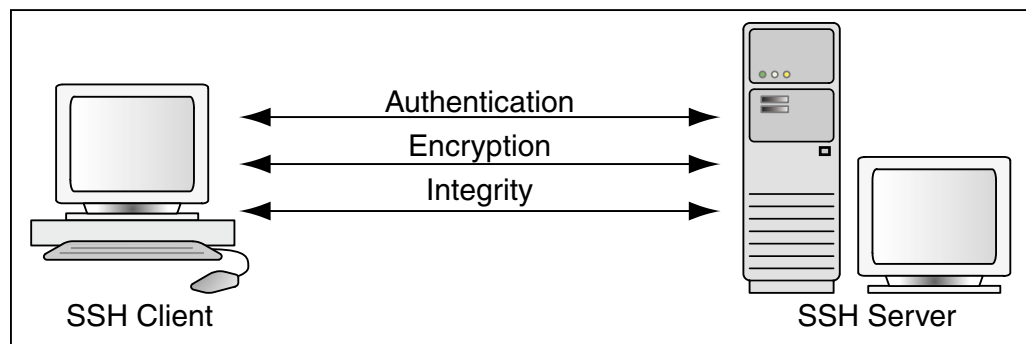 Authentication
Encryption
Integrity
SSH Client
SSH Server